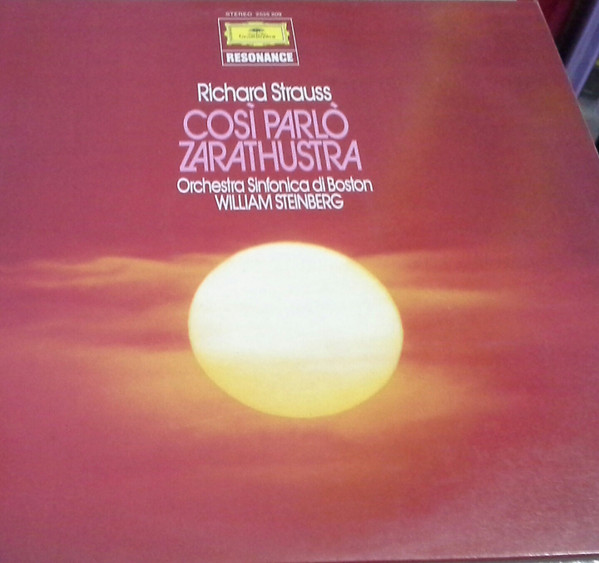 STEREO
RESONANCE
Richard Strauss
COSÌ PARLÒ
ZARATHUSTRA
Orchestra Sinfonica di Boston
WILLIAM STEINBERG